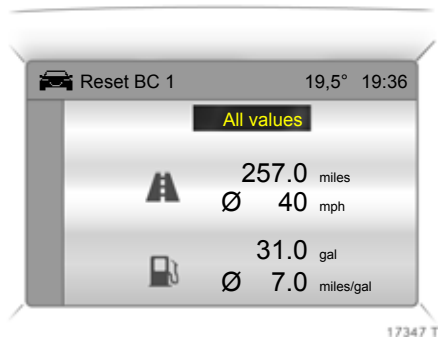 Reset BC 1 19,5° 19:36
All values
257.0 miles
Ø 40 mph
31.0 gal
Ø 7.0 miles/gal
17347 T